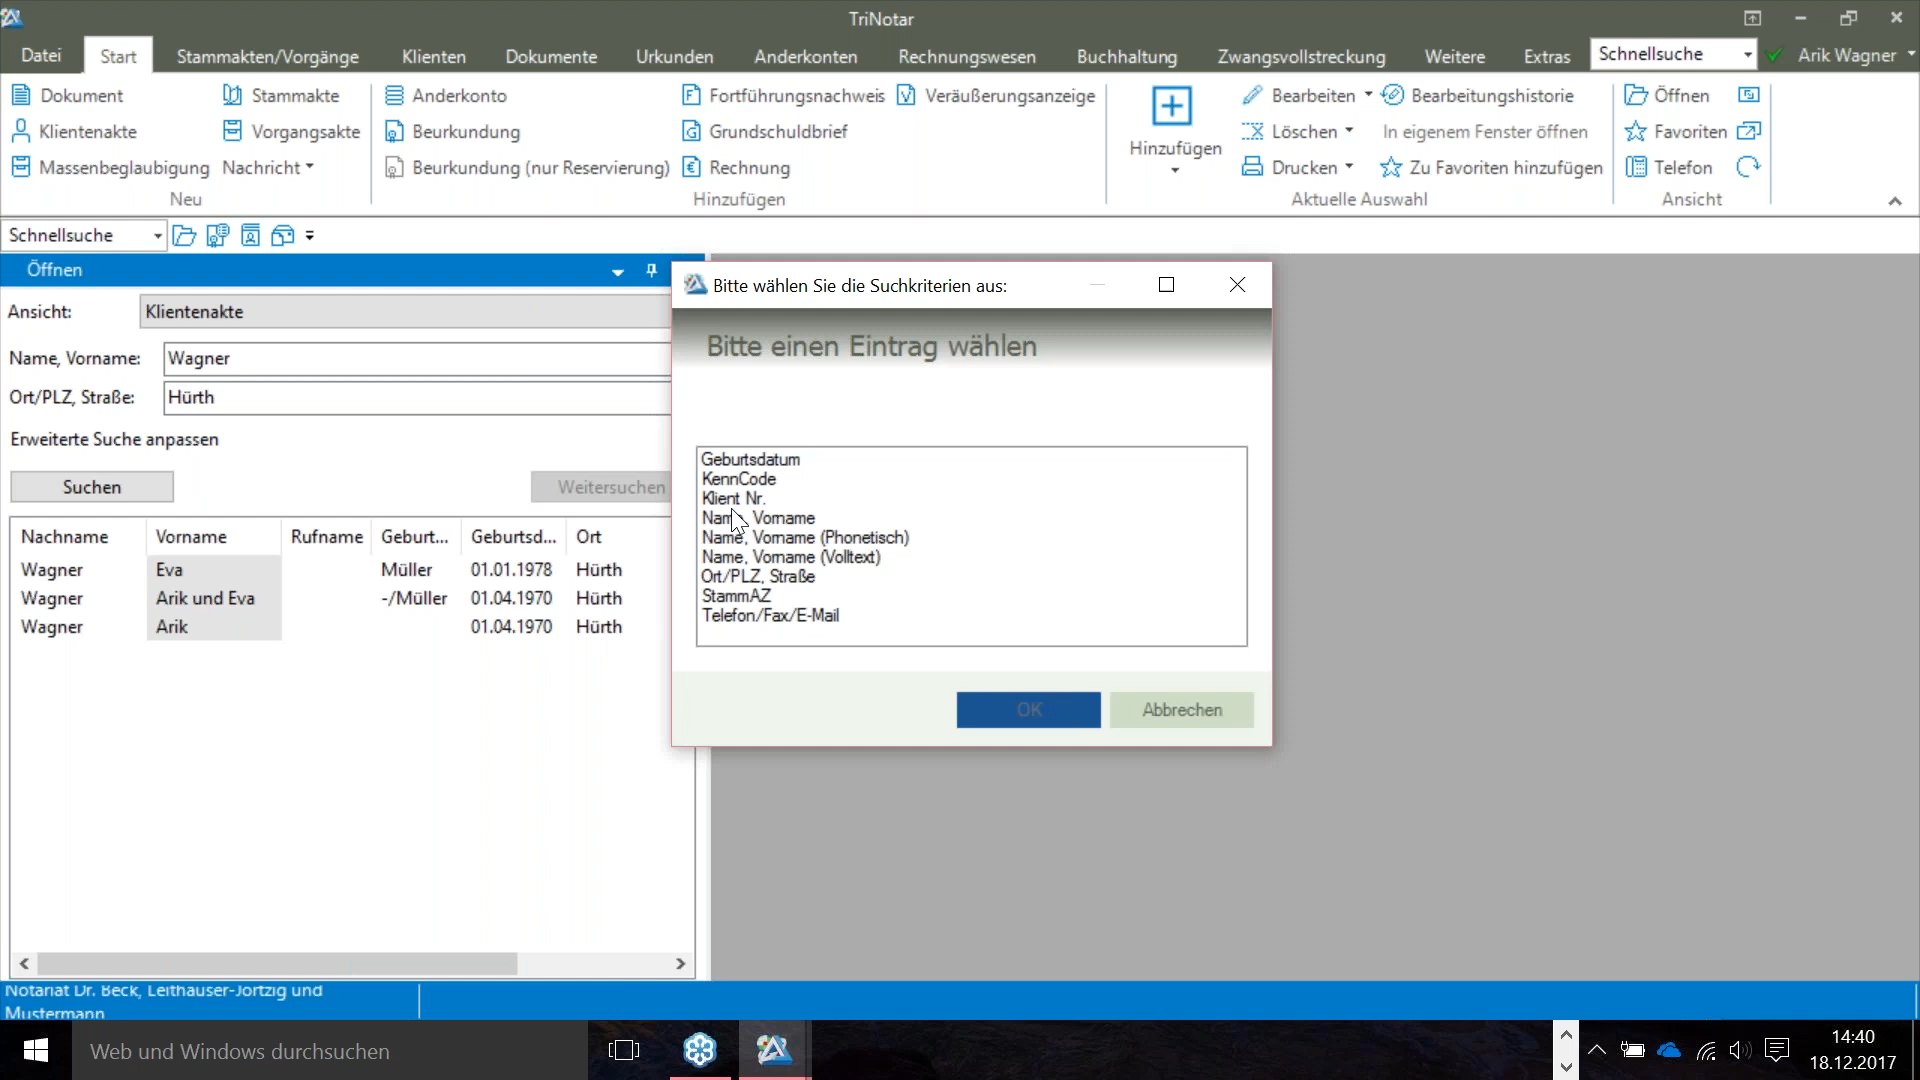 TriNotar
Datei Start Stammakten/Vorgänge Klienten Dokumente Urkunden Anderkonten Rechnungswesen Buchhaltung Zwangsvollstreckung Weitere Extras Schnellsuche Arik Wagner
Dokument Stammakte Anderkonto Fortführungsnachweis Veräußerungsanzeige Bearbeiten Bearbeitungshistorie Öffnen
Klientenakte Vorgangsakte Beurkundung Grundschuldbrief Hinzufügen Löschen In eigenem Fenster öffnen Favoriten
Massenbeglaubigung Nachricht Beurkundung (nur Reservierung) Rechnung Drucken Zu Favoriten hinzufügen Telefon
Neu Hinzufügen Aktuelle Auswahl Ansicht
Schnellsuche
Öffnen
Ansicht: Klientenakte
Name, Vorname: Wagner
Ort/PLZ, Straße: Hürth
Erweiterte Suche anpassen
Suchen Weitersuchen
Nachname Vorname Rufname Geburt... Geburtsd... Ort
Wagner Eva Müller 01.01.1978 Hürth
Wagner Arik und Eva -/Müller 01.04.1970 Hürth
Wagner Arik 01.04.1970 Hürth
Bitte wählen Sie die Suchkriterien aus:
Bitte einen Eintrag wählen
Geburtsdatum
KennCode
Klient Nr.
Name, Vorname
Name, Vorname (Phonetisch)
Name, Vorname (Volltext)
Ort/PLZ, Straße
StammAZ
Telefon/Fax/E-Mail
OK Abbrechen
Notariat Dr. Beck, Leithäuser-Jortzig und
Mustermann
Web und Windows durchsuchen
14:40
18.12.2017